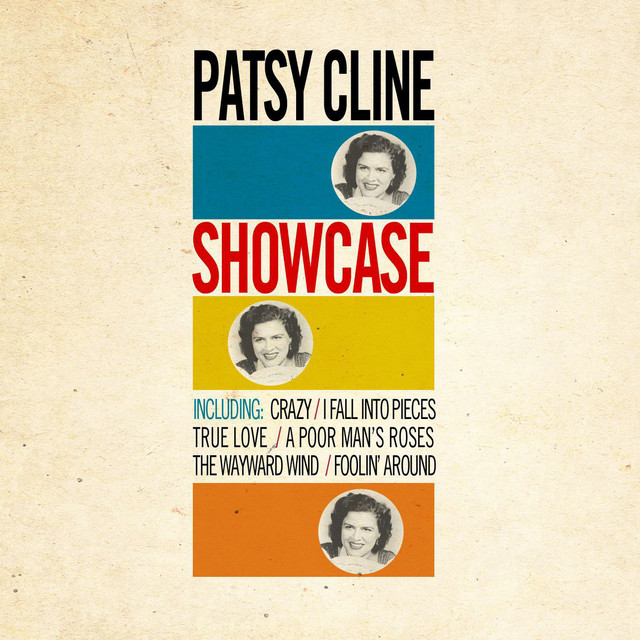 PATSY CLINE
SHOWCASE
INCLUDING: CRAZY / I FALL INTO PIECES
TRUE LOVE / A POOR MAN'S ROSES
THE WAYWARD WIND / FOOLIN' AROUND